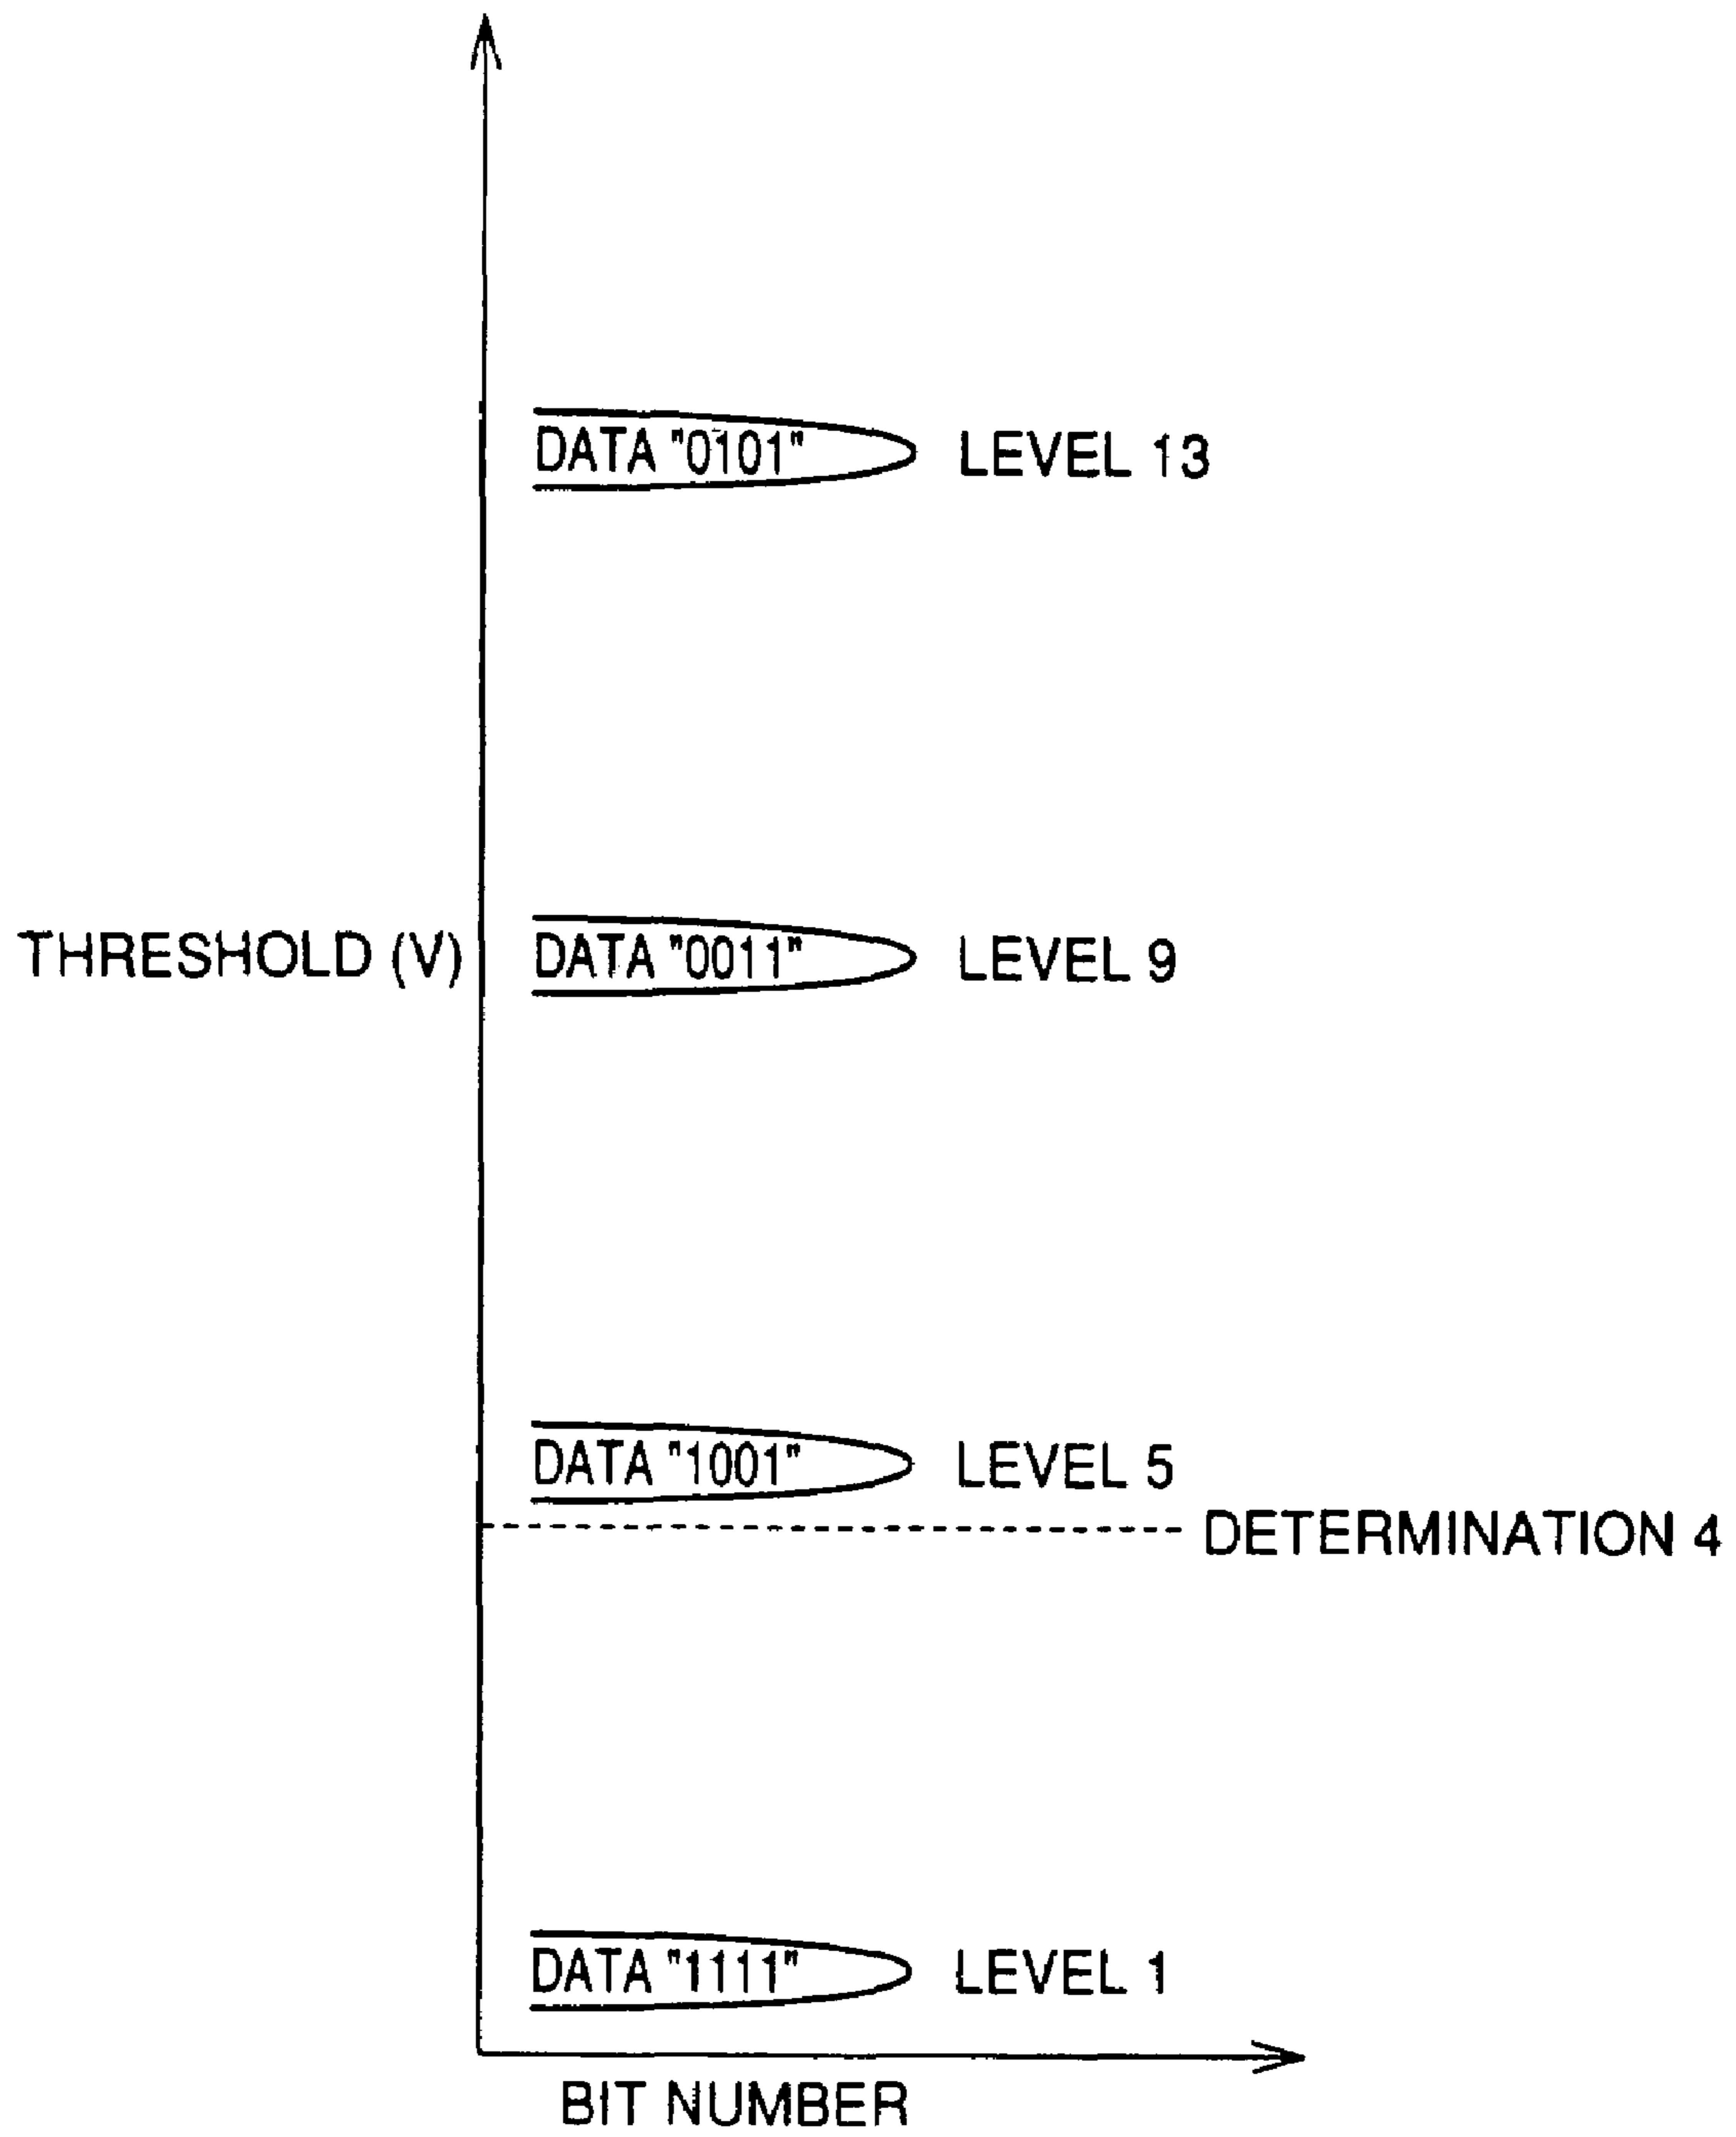 DATA "0101" LEVEL 13
THRESHOLD (V) DATA "0011" LEVEL 9
DATA "1001" LEVEL 5
DETERMINATION 4
DATA "1111" LEVEL 1
BIT NUMBER